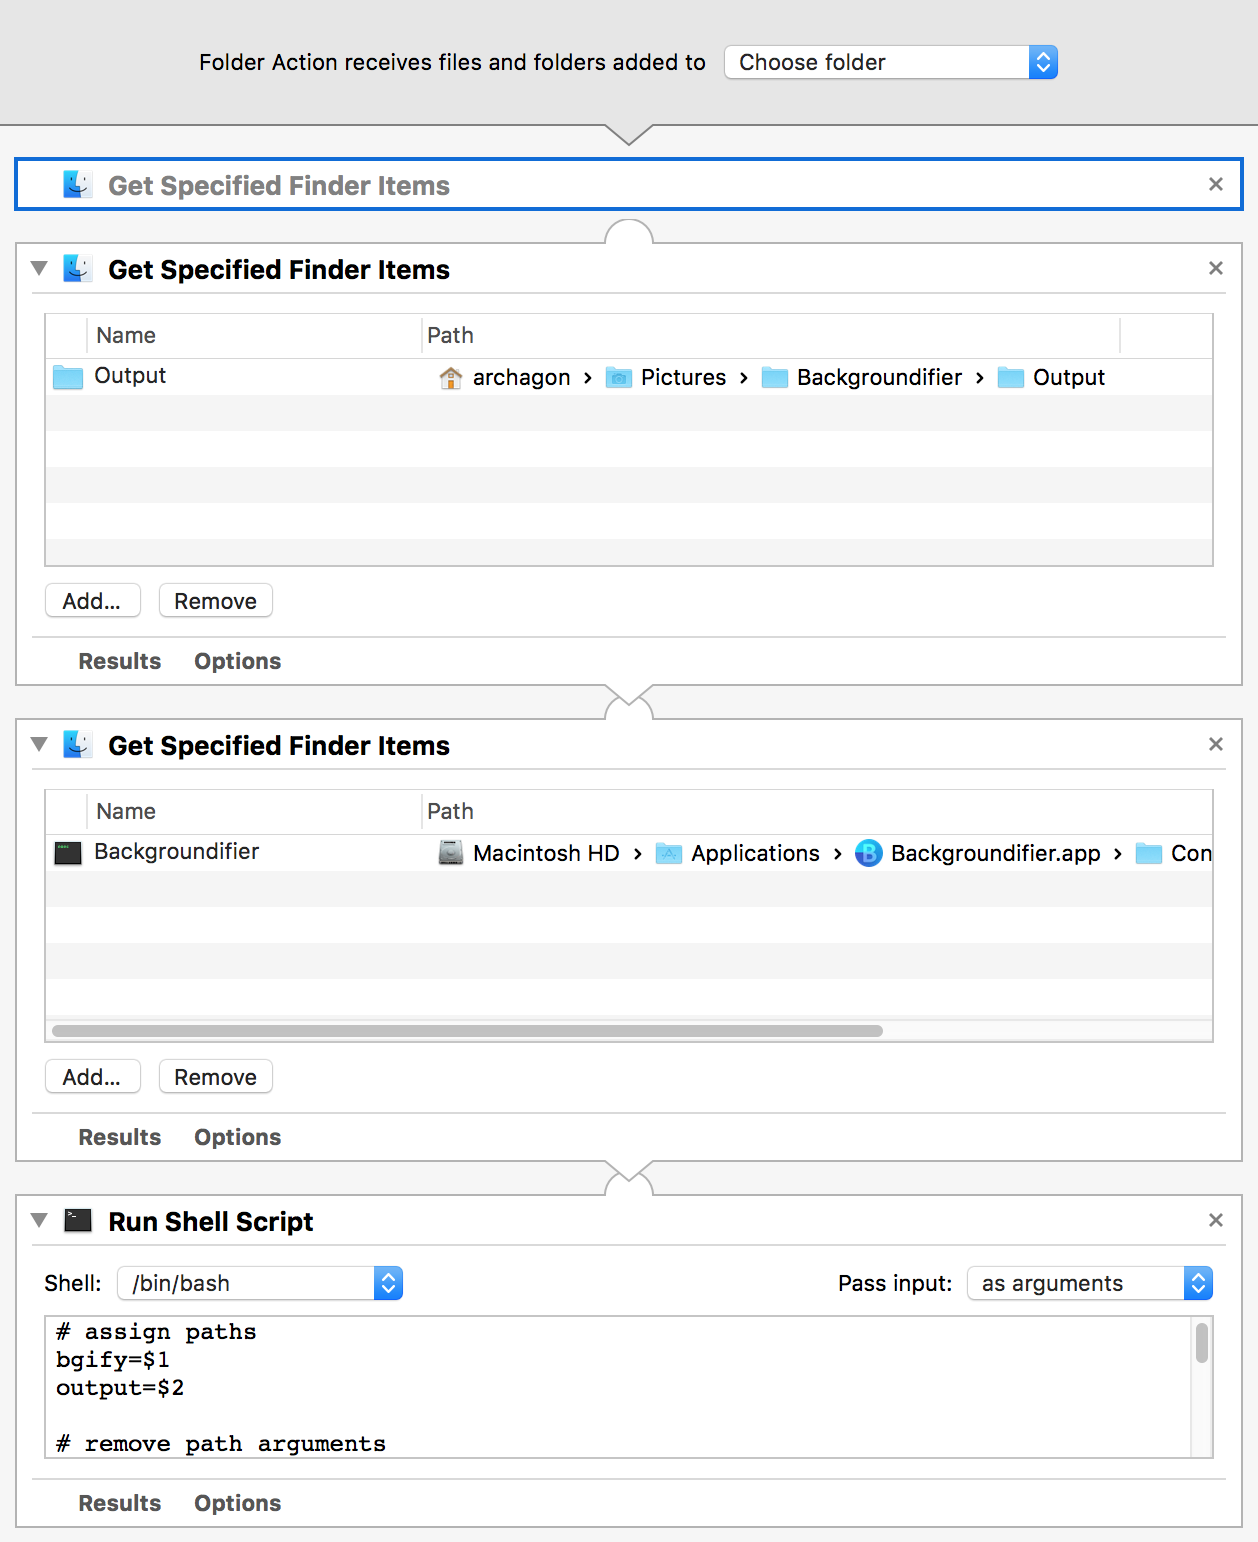 Folder Action receives files and folders added to Choose folder
Get Specified Finder Items
Get Specified Finder Items
Name Path
Output archagon › Pictures › Backgroundifier › Output
Add... Remove
Results Options
Get Specified Finder Items
Name Path
Backgroundifier Macintosh HD › Applications › Backgroundifier.app › Con
Add... Remove
Results Options
Run Shell Script
Shell: /bin/bash Pass input: as arguments
# assign paths
bgify=$1
output=$2
# remove path arguments
Results Options